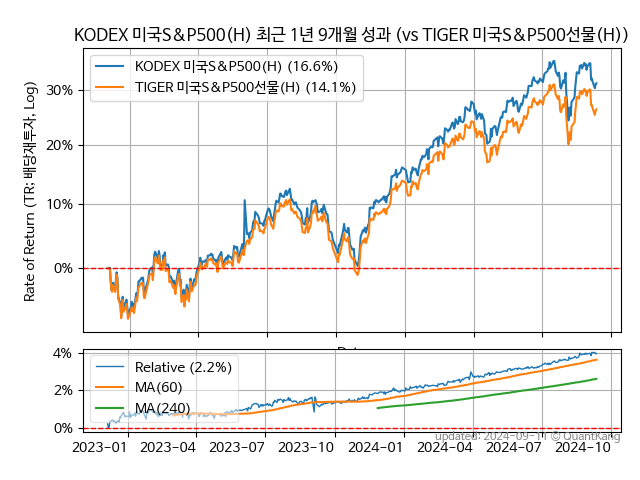 KODEX 미국S&P500(H) 최근 1년 9개월 성과 (vs TIGER 미국S&P500선물(H))
KODEX 미국S&P500(H) (16.6%)
TIGER 미국S&P500선물(H) (14.1%)
Rate of Return (TR: 배당재투자, Log)
30%
20%
10%
0%
4%
2%
0%
Relative (2.2%)
MA(60)
MA(240)
2023-01 2023-04 2023-07 2023-10 2024-01 2024-04 2024-07 2024-10
updated: 2024-09-11 © QuantKang